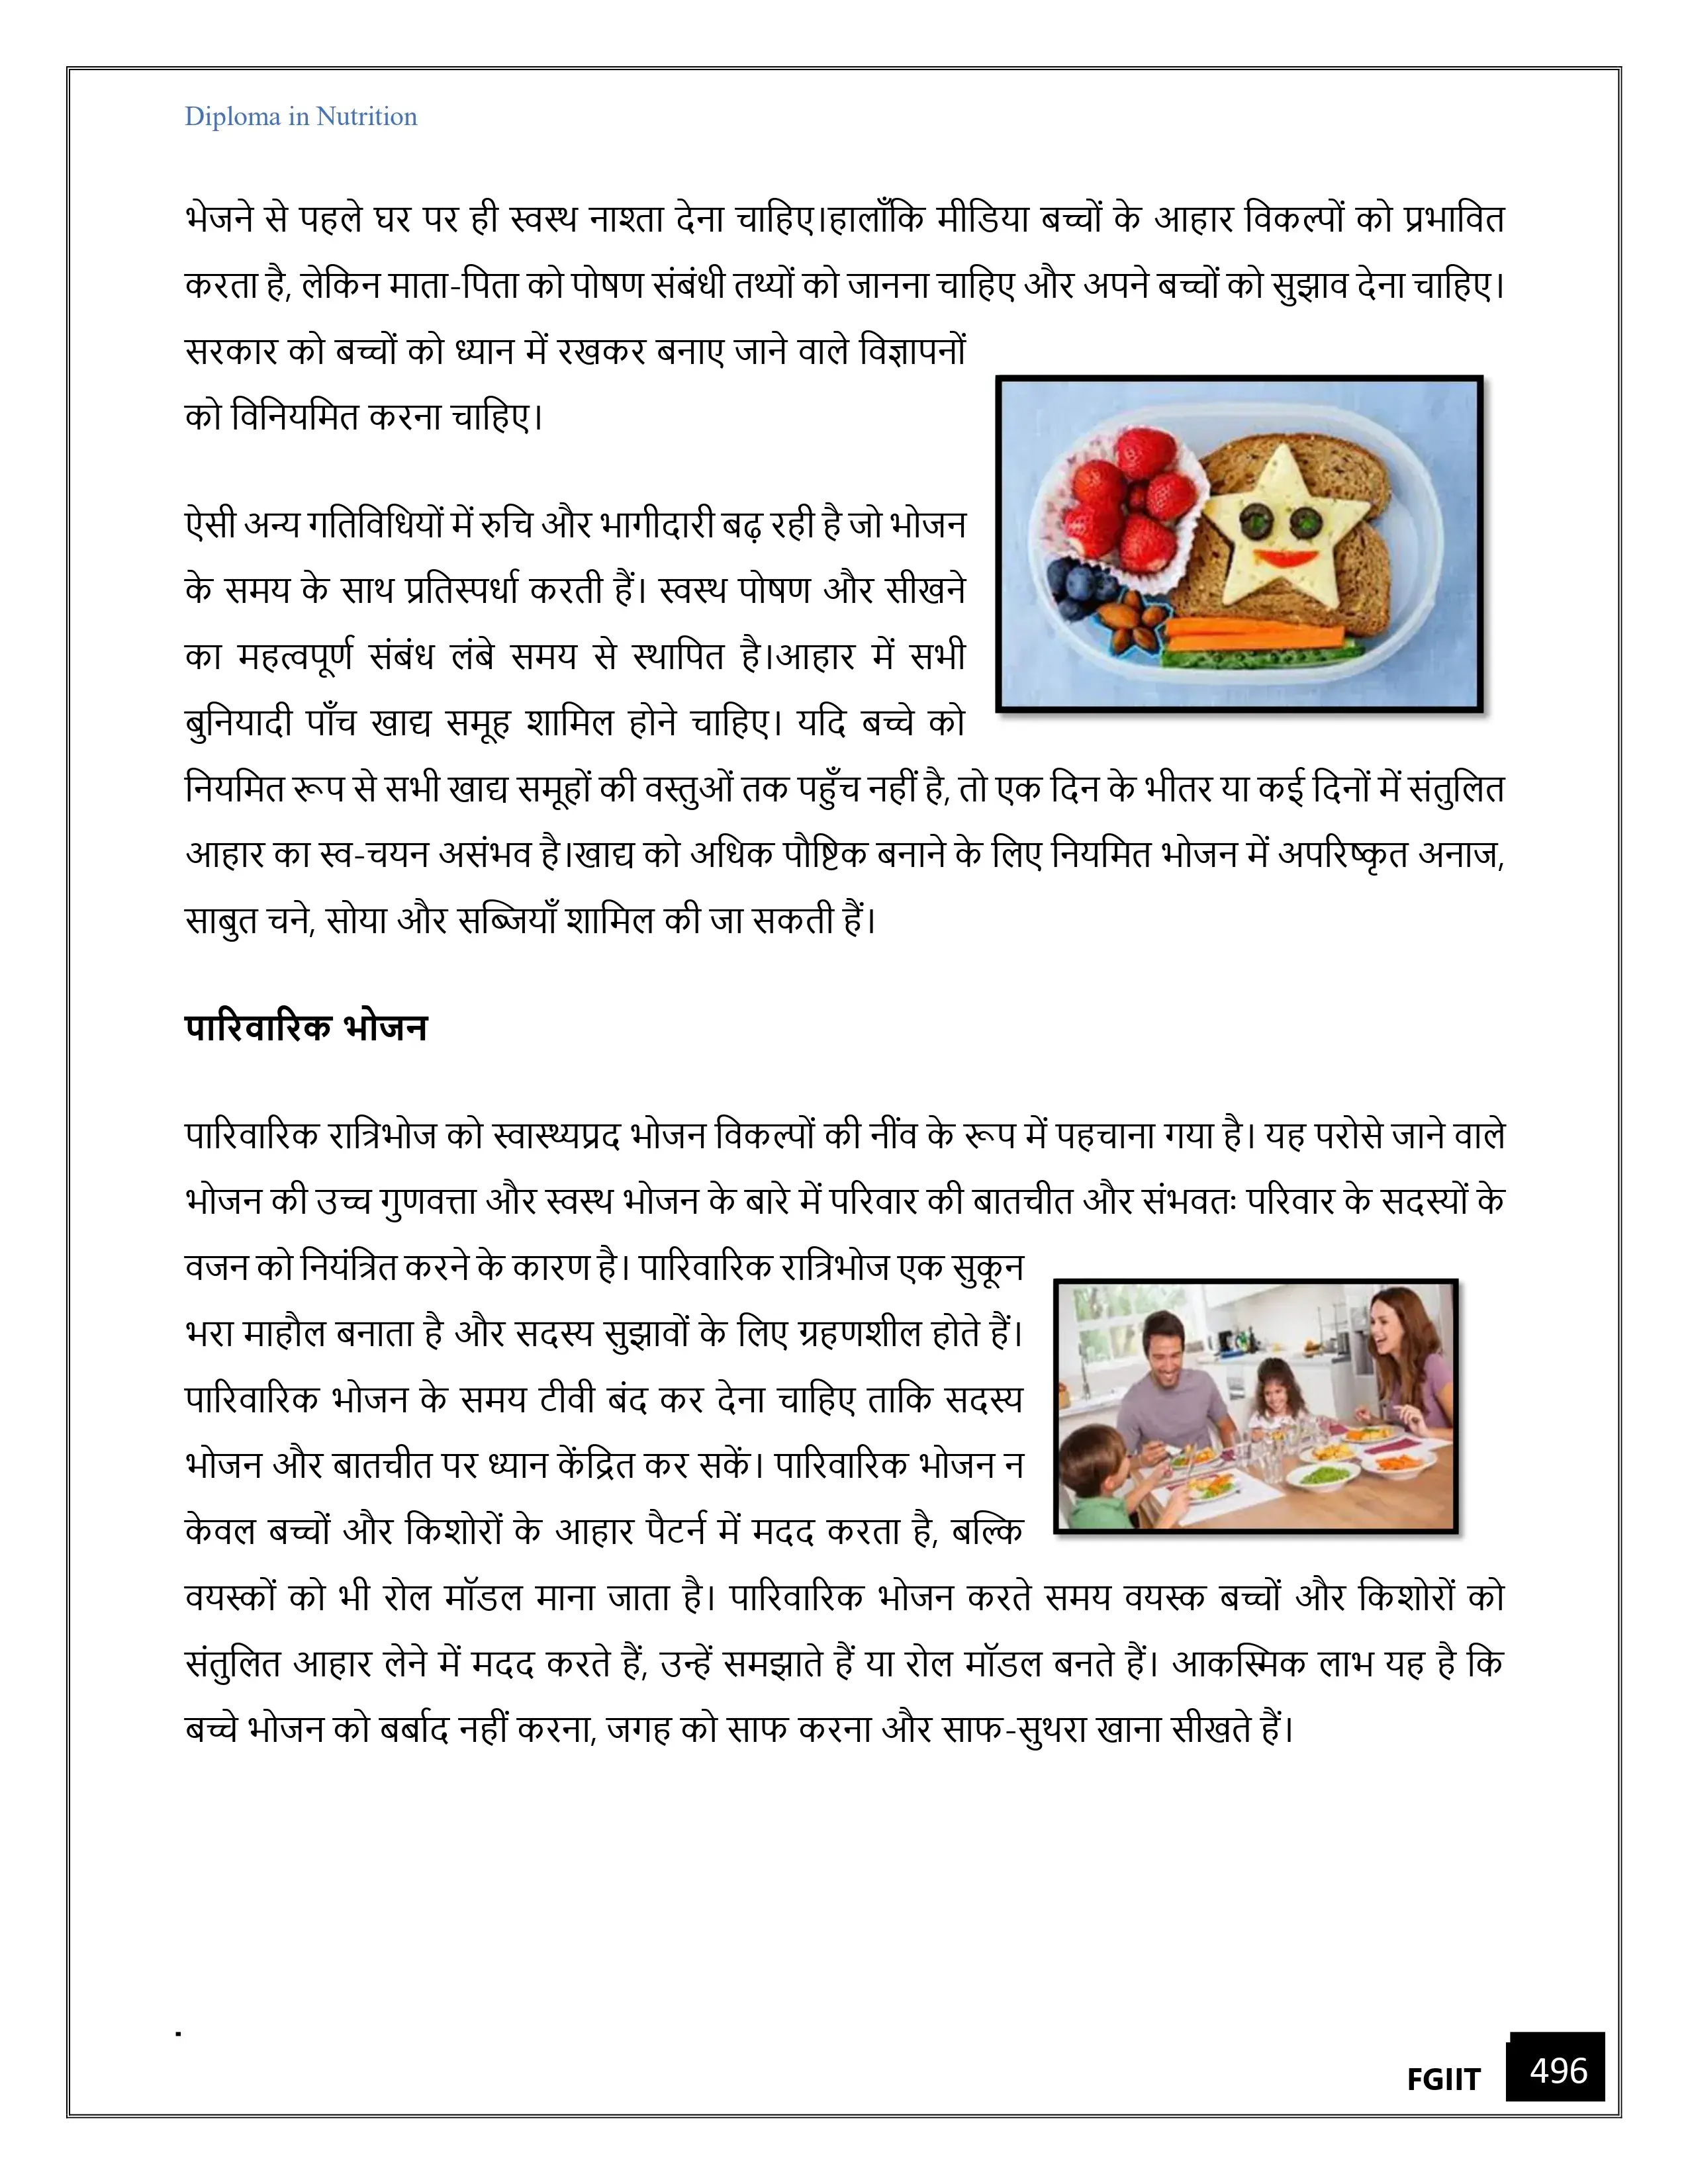 Diploma in Nutrition
भेजने से पहले घर पर ही स्वस्थ नाश्ता देना चाहिए।हालाँकि मीडिया बच्चों के आहार विकल्पों को प्रभावित
करता है, लेकिन माता-पिता को पोषण संबंधी तथ्यों को जानना चाहिए और अपने बच्चों को सुझाव देना चाहिए।
सरकार को बच्चों को ध्यान में रखकर बनाए जाने वाले विज्ञापनों
को विनियमित करना चाहिए।
ऐसी अन्य गतिविधियों में रुचि और भागीदारी बढ़ रही है जो भोजन
के समय के साथ प्रतिस्पर्धा करती हैं। स्वस्थ पोषण और सीखने
का महत्वपूर्ण संबंध लंबे समय से स्थापित है।आहार में सभी
बुनियादी पाँच खाद्य समूह शामिल होने चाहिए। यदि बच्चे को
नियमित रूप से सभी खाद्य समूहों की वस्तुओं तक पहुँच नहीं है, तो एक दिन के भीतर या कई दिनों में संतुलित
आहार का स्व-चयन असंभव है।खाद्य को अधिक पौष्टिक बनाने के लिए नियमित भोजन में अपरिष्कृत अनाज,
साबुत चने, सोया और सब्जियाँ शामिल की जा सकती हैं।
पारिवारिक भोजन
पारिवारिक रात्रिभोज को स्वास्थ्यप्रद भोजन विकल्पों की नींव के रूप में पहचाना गया है। यह परोसे जाने वाले
भोजन की उच्च गुणवत्ता और स्वस्थ भोजन के बारे में परिवार की बातचीत और संभवतः परिवार के सदस्यों के
वजन को नियंत्रित करने के कारण है। पारिवारिक रात्रिभोज एक सुकून
भरा माहौल बनाता है और सदस्य सुझावों के लिए ग्रहणशील होते हैं।
पारिवारिक भोजन के समय टीवी बंद कर देना चाहिए ताकि सदस्य
भोजन और बातचीत पर ध्यान केंद्रित कर सकें। पारिवारिक भोजन न
केवल बच्चों और किशोरों के आहार पैटर्न में मदद करता है, बल्कि
वयस्कों को भी रोल मॉडल माना जाता है। पारिवारिक भोजन करते समय वयस्क बच्चों और किशोरों को
संतुलित आहार लेने में मदद करते हैं, उन्हें समझाते हैं या रोल मॉडल बनते हैं। आकस्मिक लाभ यह है कि
बच्चे भोजन को बर्बाद नहीं करना, जगह को साफ करना और साफ-सुथरा खाना सीखते हैं।
.
FGIIT 496